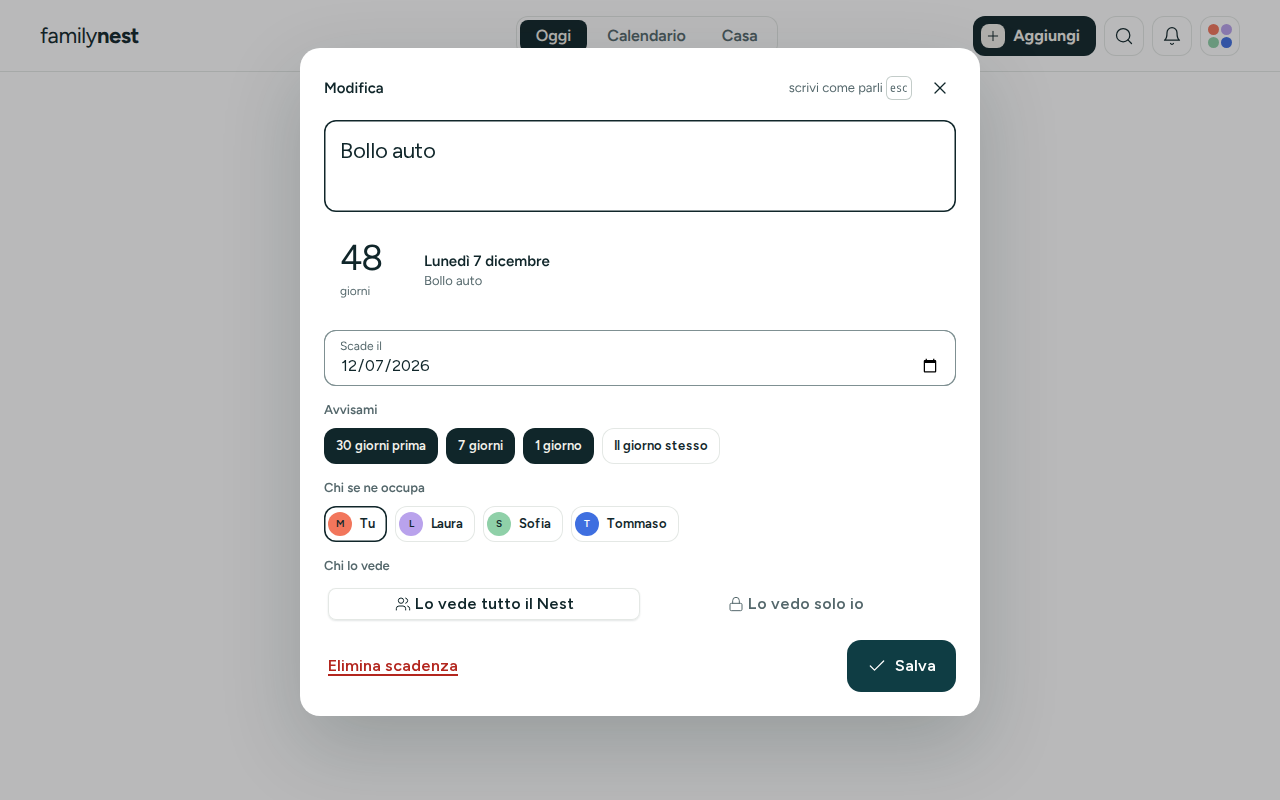 familynest
Oggi
Calendario
Casa
Aggiungi
Modifica
scrivi come parli esc
Bollo auto
48
giorni
Lunedì 7 dicembre
Bollo auto
Scade il
12/07/2026
Avvisami
30 giorni prima
7 giorni
1 giorno
Il giorno stesso
Chi se ne occupa
M Tu
L Laura
S Sofia
T Tommaso
Chi lo vede
Lo vede tutto il Nest
Lo vedo solo io
Elimina scadenza
Salva